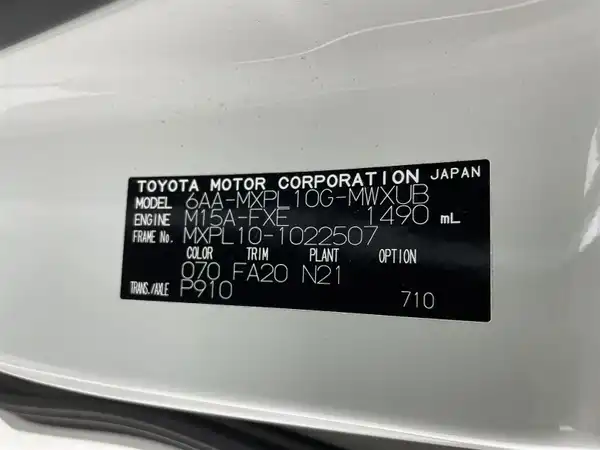 TOYOTA MOTOR CORPORATION JAPAN
MODEL 6AA-MXPL10G-MWXUB
ENGINE M15A-FXE 1490 mL
FRAME No. MXPL10-1022507
COLOR TRIM PLANT OPTION
070 FA20 N21
TRANS./AXLE P910 710